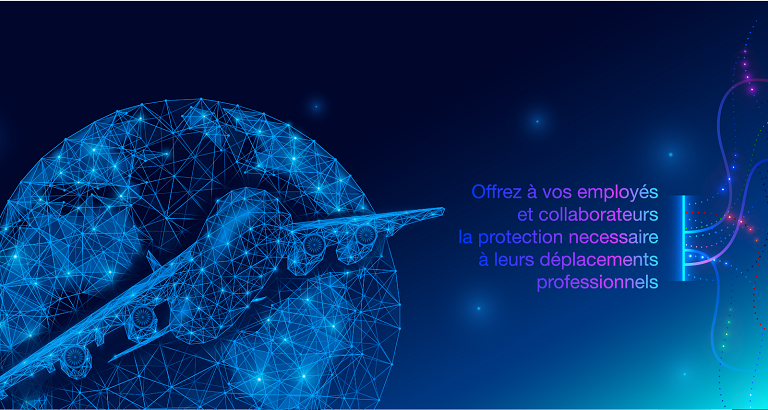 Offrez à vos employés
et collaborateurs
la protection necessaire
à leurs déplacements
professionnels